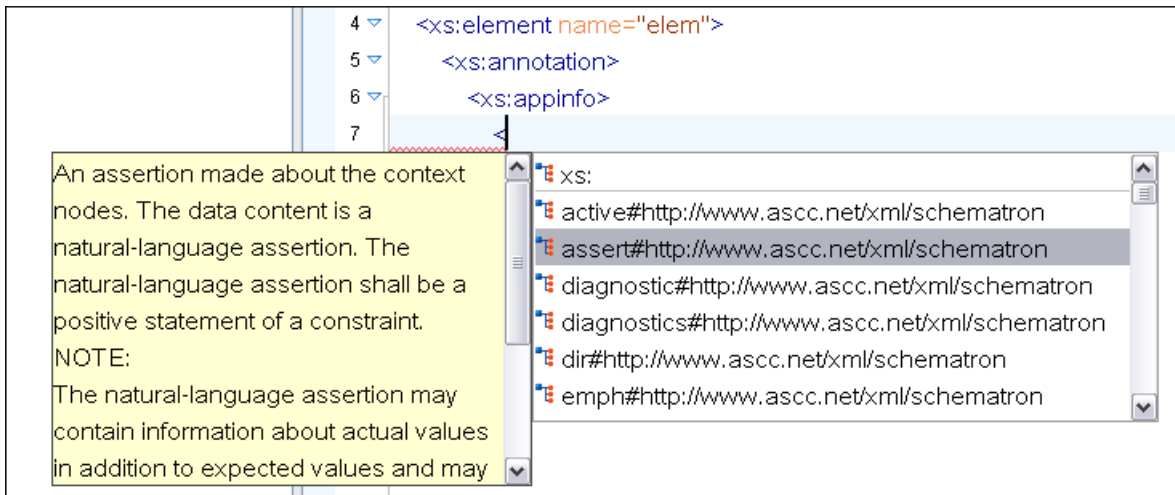 4 <xs:element name="elem">
5 <xs:annotation>
6 <xs:appinfo>
7 <
An assertion made about the context
nodes. The data content is a
natural-language assertion. The
natural-language assertion shall be a
positive statement of a constraint.
NOTE:
The natural-language assertion may
contain information about actual values
in addition to expected values and may
xs:
active#http://www.ascc.net/xml/schematron
assert#http://www.ascc.net/xml/schematron
diagnostic#http://www.ascc.net/xml/schematron
diagnostics#http://www.ascc.net/xml/schematron
dir#http://www.ascc.net/xml/schematron
emph#http://www.ascc.net/xml/schematron